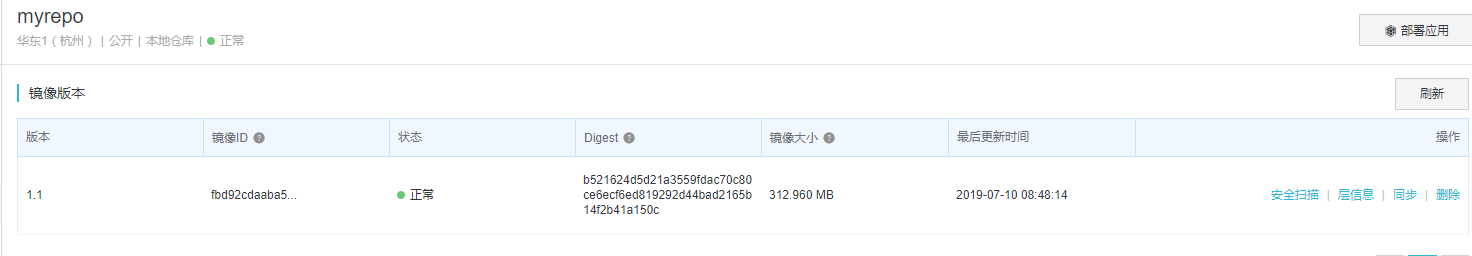 myrepo
华东1 ( 杭州 ) | 公开 | 本地仓库 | 正常
部署应用
镜像版本
刷新
版本 镜像ID 状态 Digest 镜像大小 最后更新时间 操作
1.1 fbd92cdaaba5... 正常 b521624d5d21a3559fdac70c80
ce6ecf6ed819292d44bad2165b
14f2b41a150c 312.960 MB 2019-07-10 08:48:14 安全扫描 | 层信息 | 同步 | 删除